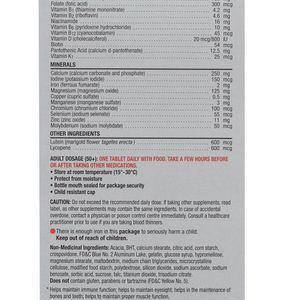 Folate (folic acid) 300 mcg
Vitamin B₁ (thiamine mononitrate) 4.2 mg
Vitamin B₂ (riboflavin) 4.6 mg
Niacinamide 16 mg
Vitamin B₆ (pyridoxine hydrochloride) 10 mg
Vitamin B₁₂ (cyanocobalamin) 45 mcg
Vitamin D (cholecalciferol) 20 mcg/800 IU
Biotin 54 mcg
Pantothenic Acid (calcium d-pantothenate) 12.5 mg
Vitamin K₁ 25 mcg
MINERALS
Calcium (calcium carbonate and phosphate) 250 mg
Iodine (potassium iodide) 150 mcg
Iron (ferrous fumarate) 2 mg
Magnesium (magnesium oxide) 125 mg
Copper (cupric sulfate) 0.5 mg
Manganese (manganese sulfate) 3 mg
Chromium (chromium chloride) 100 mcg
Selenium (sodium selenate) 55 mcg
Zinc (zinc oxide) 11 mg
Molybdenum (sodium molybdate) 50 mcg
OTHER INGREDIENTS
Lutein (marigold flower tagetes erecta) 600 mcg
Lycopene 600 mcg
ADULT DOSAGE (50+): ONE TABLET DAILY WITH FOOD. TAKE A FEW HOURS BEFORE
OR AFTER TAKING OTHER MEDICATIONS.
• Store at room temperature (15°-30°C)
• Protect from moisture
• Bottle mouth sealed for package security
• Child resistant cap
CAUTION: Do not exceed the recommended daily dose. If taking other supplements, read
label, as other supplements may contain the same ingredients. In case of accidental
overdose, contact a physician or poison control centre immediately. Consult a healthcare
practitioner prior to use if you are taking blood thinners.
There is enough iron in this package to seriously harm a child.
Keep out of reach of children.
Non-Medicinal Ingredients: Acacia, BHT, calcium stearate, citric acid, corn starch,
crospovidone, FD&C Blue No. 2 Aluminum Lake, gelatin, glucose syrup, hypromellose,
magnesium stearate, maltodextrin, medium chain triglycerides, microcrystalline
cellulose, modified food starch, polydextrose, silicon dioxide, sodium ascorbate, sodium
benzoate, sorbic acid, sucrose, talc, titanium dioxide, trisodium citrate.
Does not contain gluten, parabens or tartrazine (FD&C Yellow No. 5).
* Helps maintain immune function, helps to maintain eyesight, helps in the maintenance of
bones and teeth, helps to maintain proper muscle function.